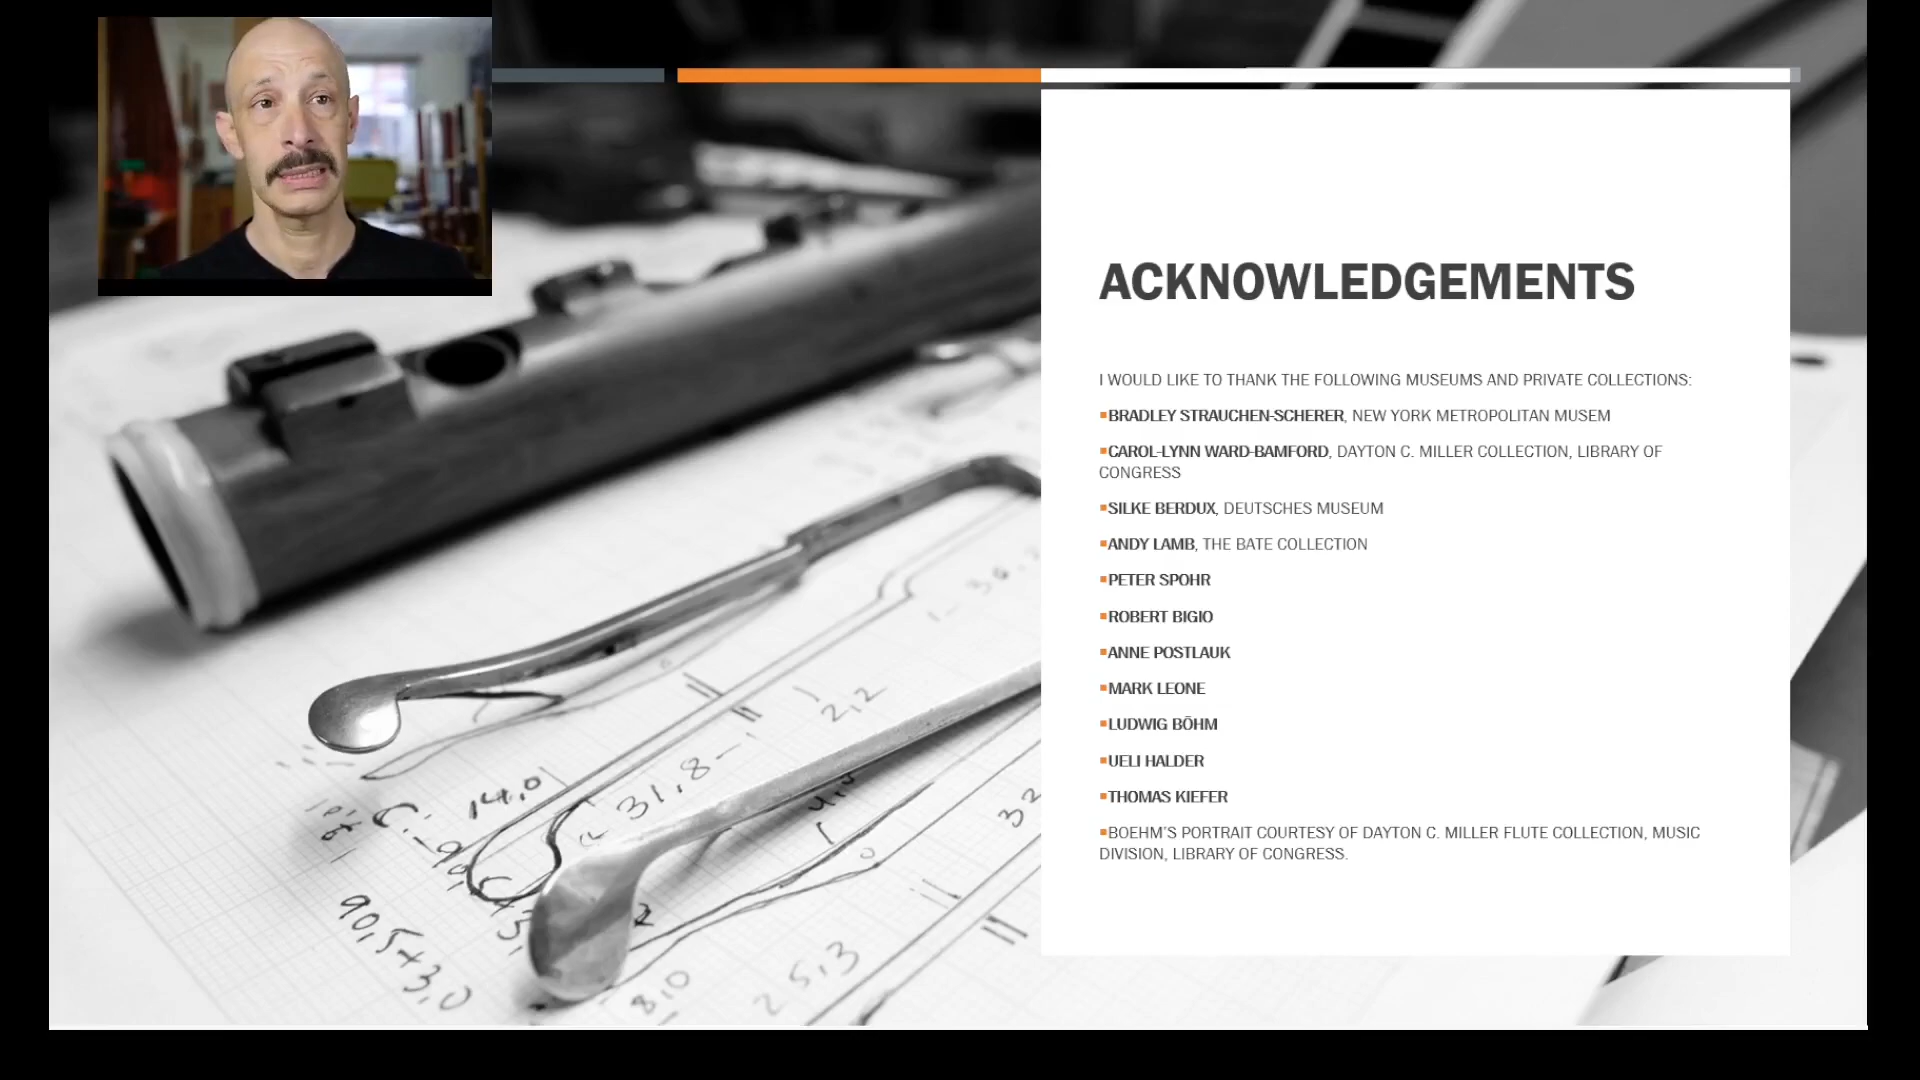 ACKNOWLEDGEMENTS
I WOULD LIKE TO THANK THE FOLLOWING MUSEUMS AND PRIVATE COLLECTIONS:
▪BRADLEY STRAUCHEN-SCHERER, NEW YORK METROPOLITAN MUSEM
▪CAROL-LYNN WARD-BAMFORD, DAYTON C. MILLER COLLECTION, LIBRARY OF
CONGRESS
▪SILKE BERDUX, DEUTSCHES MUSEUM
▪ANDY LAMB, THE BATE COLLECTION
▪PETER SPOHR
▪ROBERT BIGIO
▪ANNE POSTLAUK
▪MARK LEONE
▪LUDWIG BÖHM
▪UELI HALDER
▪THOMAS KIEFER
▪BOEHM'S PORTRAIT COURTESY OF DAYTON C. MILLER FLUTE COLLECTION, MUSIC
DIVISION, LIBRARY OF CONGRESS.
2,2
31,8
14,0
90,5+3,0
8,0
25,3